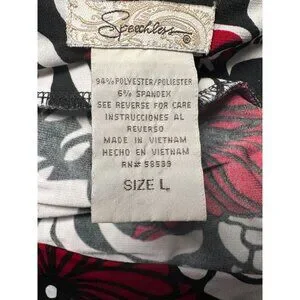 Speechless
94% POLYESTER/POLIESTER
6% SPANDEX
SEE REVERSE FOR CARE
INSTRUCCIONES AL
REVERSO
MADE IN VIETNAM
HECHO EN VIETNAM
RN# 58589
SIZE L